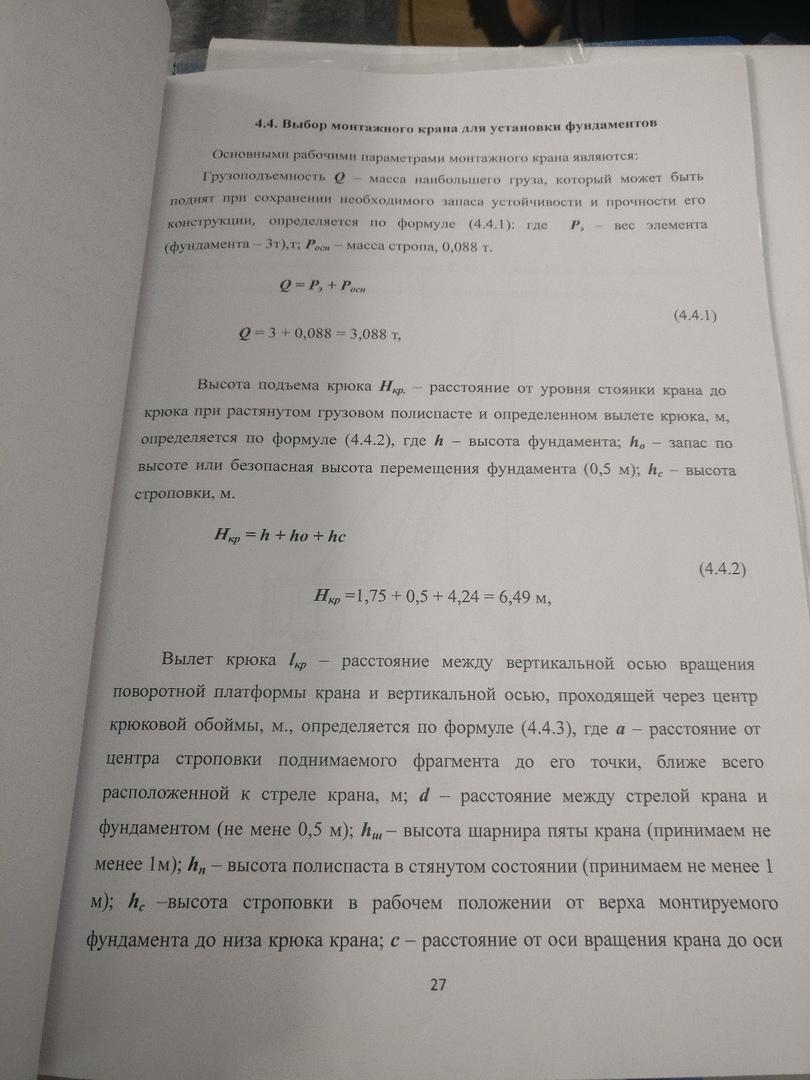 4.4. Выбор монтажного крана для установки фундаментов
Основными рабочими параметрами монтажного крана являются:
Грузоподъемность Q – масса наибольшего груза, который может быть
поднят при сохранении необходимого запаса устойчивости и прочности его
конструкции, определяется по формуле (4.4.1): где Pэ – вес элемента
(фундамента – 3т),т; Pосн – масса стропа, 0,088 т.
Q = Pэ + Pосн
(4.4.1)
Q = 3 + 0,088 = 3,088 т,
Высота подъема крюка Hкр. – расстояние от уровня стоянки крана до
крюка при растянутом грузовом полиспасте и определенном вылете крюка, м,
определяется по формуле (4.4.2), где h – высота фундамента; hо – запас по
высоте или безопасная высота перемещения фундамента (0,5 м); hс – высота
строповки, м.
Hкр = h + hо + hс
(4.4.2)
Hкр =1,75 + 0,5 + 4,24 = 6,49 м,
Вылет крюка lкр – расстояние между вертикальной осью вращения
поворотной платформы крана и вертикальной осью, проходящей через центр
крюковой обоймы, м., определяется по формуле (4.4.3), где a – расстояние от
центра строповки поднимаемого фрагмента до его точки, ближе всего
расположенной к стреле крана, м; d – расстояние между стрелой крана и
фундаментом (не мене 0,5 м); hш – высота шарнира пяты крана (принимаем не
менее 1м); hп – высота полиспаста в стянутом состоянии (принимаем не менее 1
м); hс –высота строповки в рабочем положении от верха монтируемого
фундамента до низа крюка крана; c – расстояние от оси вращения крана до оси
27